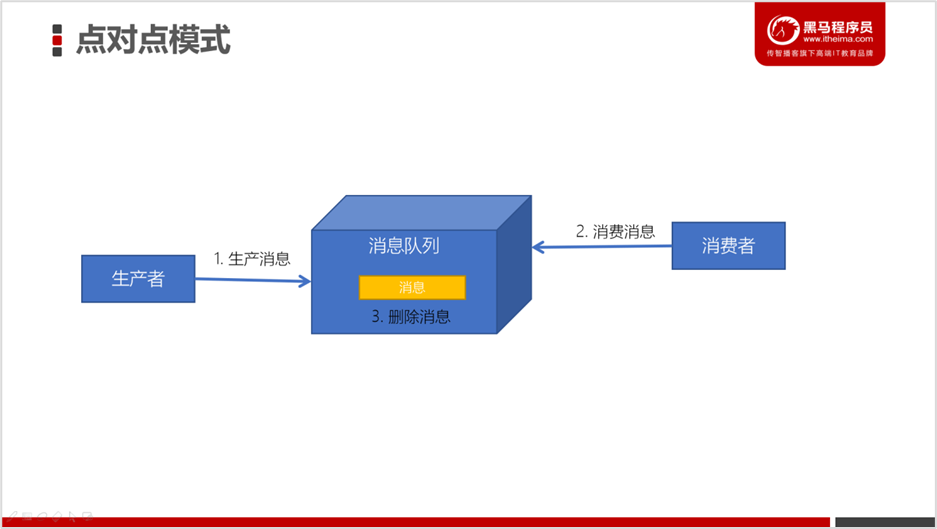 点对点模式
黑马程序员
www.itheima.com
传智播客旗下高端IT教育品牌
消息队列
2. 消费消息
消费者
1. 生产消息
生产者
消息
3. 删除消息